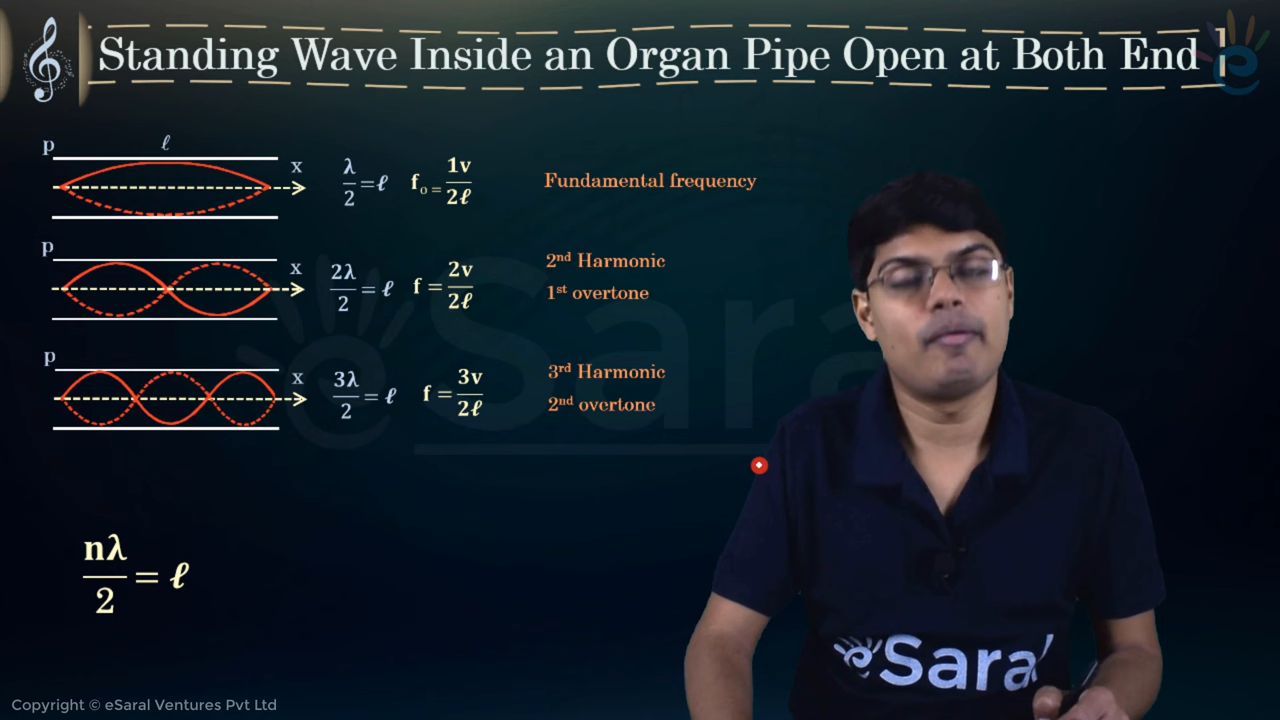 Standing Wave Inside an Organ Pipe Open at Both End
p ℓ x
λ/2 = ℓ f₀ = 1v/2ℓ Fundamental frequency
p x
2λ/2 = ℓ f = 2v/2ℓ
2nd Harmonic
1st overtone
p x
3λ/2 = ℓ f = 3v/2ℓ
3rd Harmonic
2nd overtone
nλ/2 = ℓ
eSaral
eSaral
Copyright © eSaral Ventures Pvt Ltd